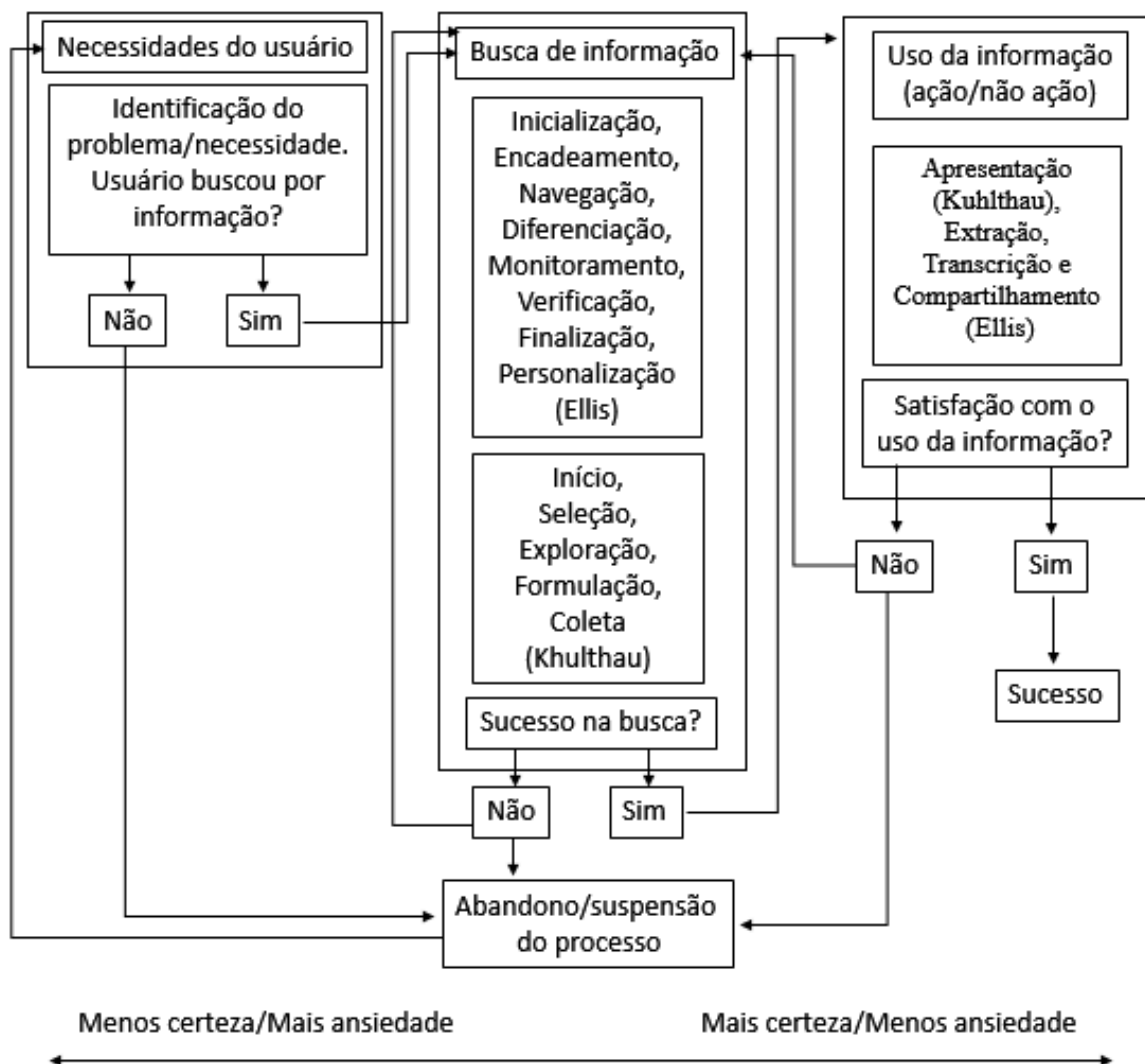 Necessidades do usuário
Identificação do
problema/necessidade.
Usuário buscou por
informação?
Não
Sim
Busca de informação
Inicialização,
Encadeamento,
Navegação,
Diferenciação,
Monitoramento,
Verificação,
Finalização,
Personalização
(Ellis)
Início,
Seleção,
Exploração,
Formulação,
Coleta
(Khulthau)
Sucesso na busca?
Não
Sim
Uso da informação
(ação/não ação)
Apresentação
(Kuhlthau),
Extração,
Transcrição e
Compartilhamento
(Ellis)
Satisfação com o
uso da informação?
Não
Sim
Sucesso
Abandono/suspensão
do processo
Menos certeza/Mais ansiedade
Mais certeza/Menos ansiedade